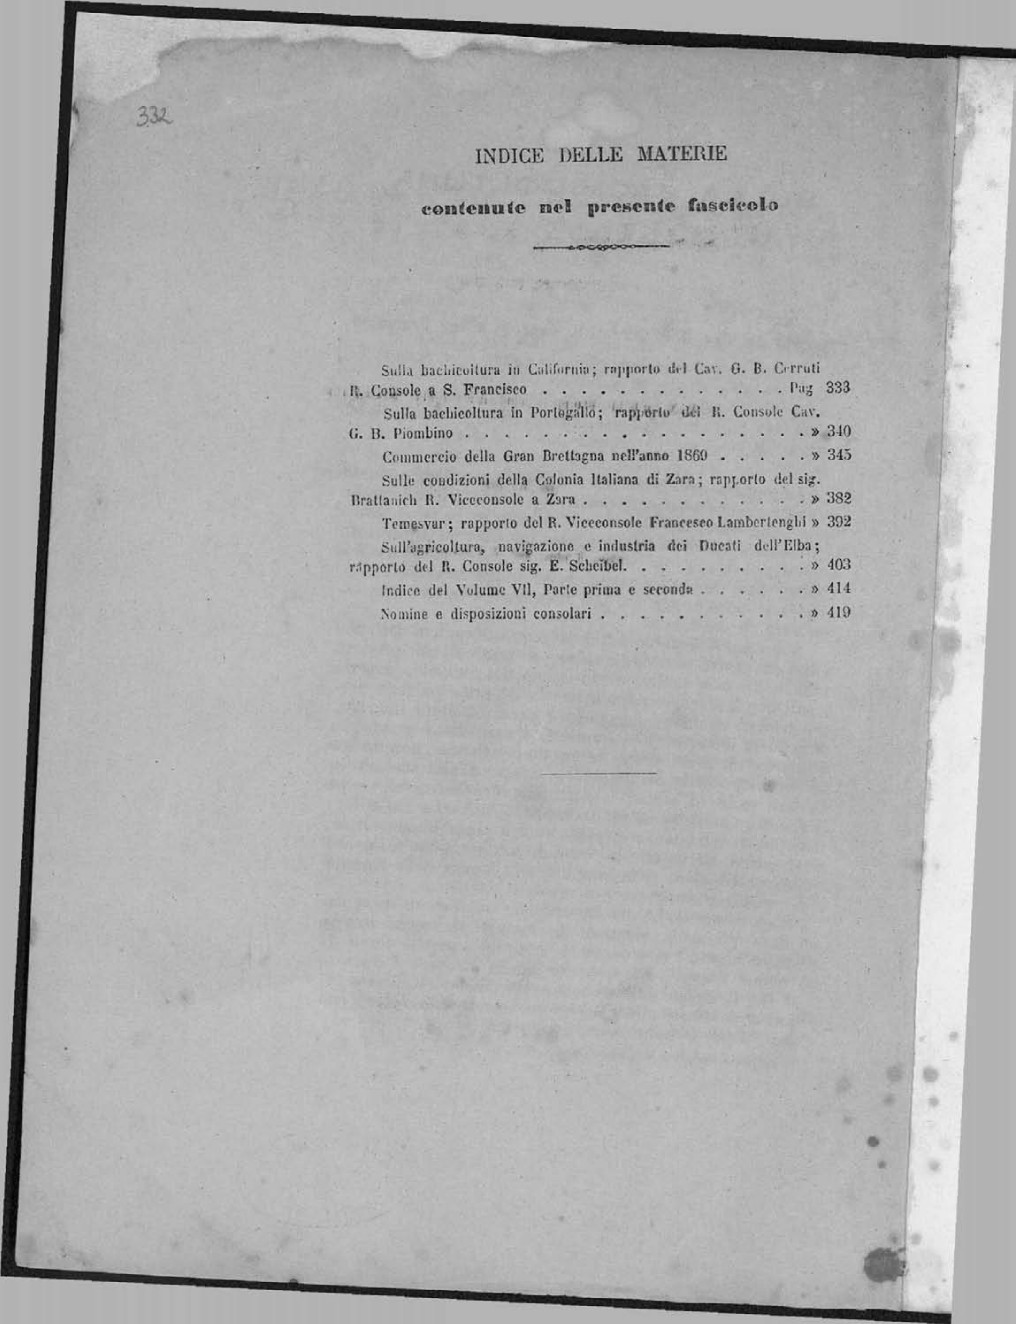 332
INDICE DELLE MATERIE
contenute nel presente fascicolo
Sulla bachicoltura in California; rapporto del Cav. G. B. Cerruti
R. Console a S. Francisco . . . . . . . . . . . . . Pag 333
Sulla bachicoltura in Portogallo; rapporto del R. Console Cav.
G. B. Piombino . . . . . . . . . . . . . . . . . . » 340
Commercio della Gran Brettagna nell'anno 1869 . . . . . » 345
Sulle condizioni della Colonia Italiana di Zara; rapporto del sig.
Brattanich R. Viceconsole a Zara . . . . . . . . . . . . » 382
Temesvar; rapporto del R. Viceconsole Francesco Lambertenghi » 392
Sull'agricoltura, navigazione e industria dei Ducati dell'Elba;
rapporto del R. Console sig. E. Scheibel. . . . . . . . . . » 403
Indice del Volume VII, Parte prima e seconda . . . . . . » 414
Nomine e disposizioni consolari . . . . . . . . . . . » 419